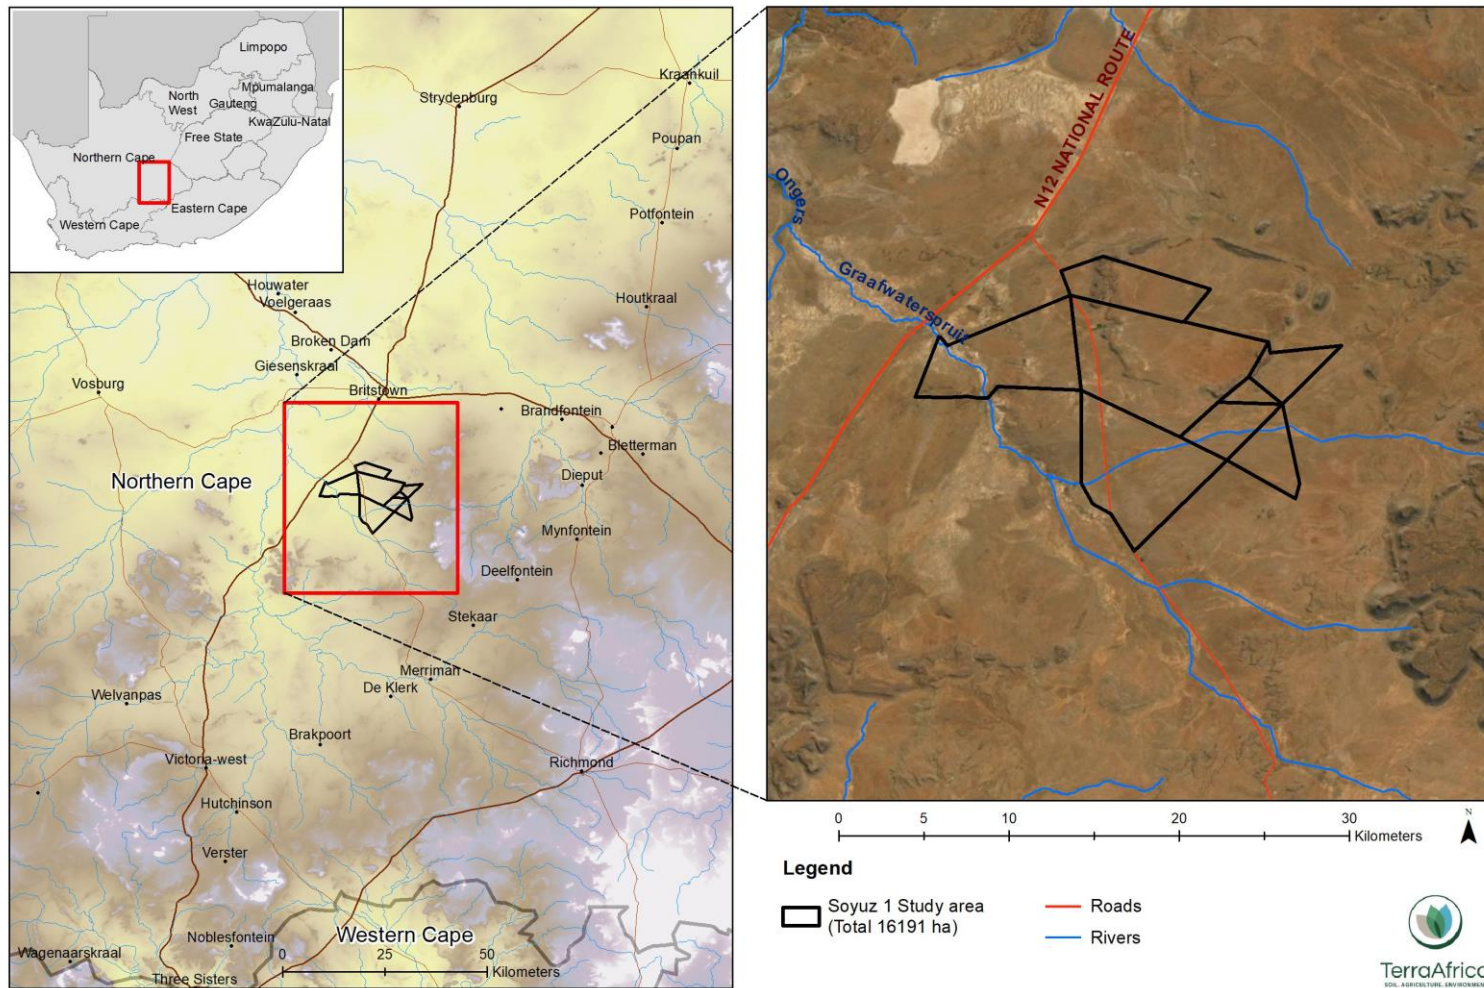 Limpopo
North
West
Mpumalanga
Gauteng
KwaZulu-Natal
Free State
Northern Cape
Eastern Cape
Western Cape
Kraankuil
Strydenburg
Poupan
Potfontein
Houwater
Voelgeraas
Houtkraal
Broken Dam
Giesenskraal
Vosburg
Britstown
Brandfontein
Bletterman
Northern Cape
Dieput
Mynfontein
Deelfontein
Stekaar
Merriman
De Klerk
Welvanpas
Brakpoort
Victoria-west
Richmond
Hutchinson
Verster
Noblesfontein
Western Cape
Wagenaarskraal
Three Sisters
0 25 50
Kilometers
N12 NATIONAL ROUTE
Ongers
Graafwaterspruit
0 5 10 20 30
Kilometers
N
Legend
Soyuz 1 Study area
(Total 16191 ha)
Roads
Rivers
TerraAfrica
SOIL. AGRICULTURE. ENVIRONMENT